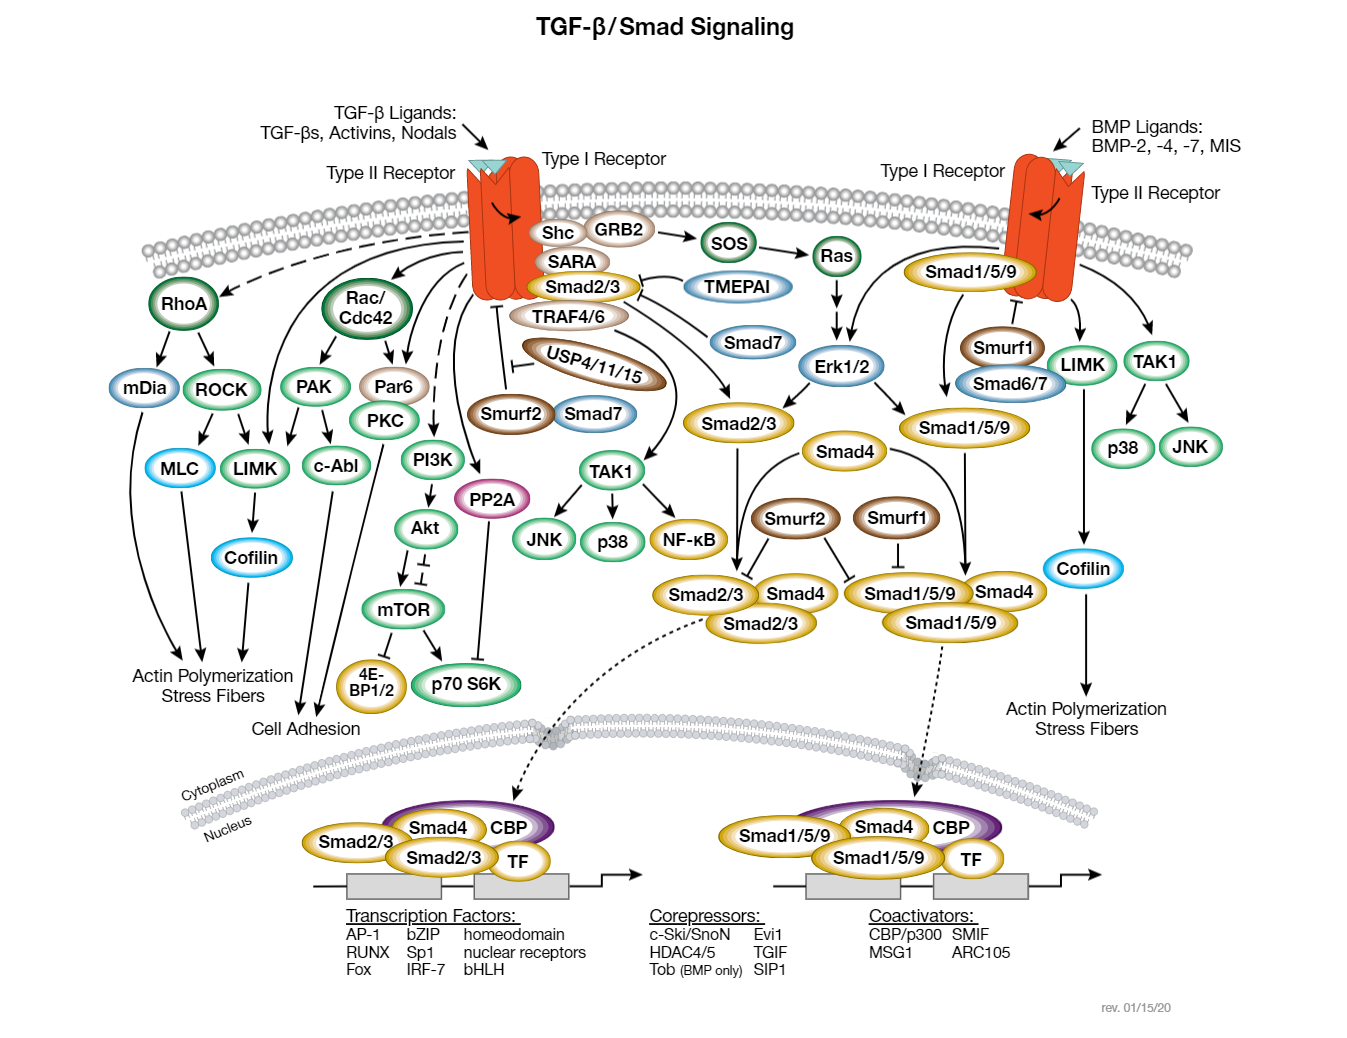 TGF-β/Smad Signaling
TGF-β Ligands:
TGF-βs, Activins, Nodals
BMP Ligands:
BMP-2, -4, -7, MIS
Type II Receptor
Type I Receptor
Type I Receptor
Type II Receptor
Shc
GRB2
SOS
Ras
SARA
Smad2/3
TRAF4/6
TMEPAI
Smad7
Smad1/5/9
RhoA
Rac/
Cdc42
USP4/11/15
Smurf2
Smad7
Erk1/2
Smurf1
Smad6/7
LIMK
TAK1
mDia
ROCK
PAK
Par6
PKC
Smad2/3
Smad1/5/9
Smad4
p38
JNK
MLC
LIMK
c-Abl
PI3K
PP2A
TAK1
Akt
JNK
p38
NF-κB
Smurf2
Smurf1
Cofilin
Cofilin
mTOR
Smad2/3
Smad4
Smad2/3
Smad1/5/9
Smad4
Smad1/5/9
4E-
BP1/2
p70 S6K
Actin Polymerization
Stress Fibers
Cell Adhesion
Actin Polymerization
Stress Fibers
Cytoplasm
Nucleus
Smad2/3
Smad4
CBP
Smad2/3
TF
Smad1/5/9
Smad4
CBP
Smad1/5/9
TF
Transcription Factors:
AP-1 bZIP homeodomain
RUNX Sp1 nuclear receptors
Fox IRF-7 bHLH
Corepressors:
c-Ski/SnoN Evi1
HDAC4/5 TGIF
Tob (BMP only) SIP1
Coactivators:
CBP/p300 SMIF
MSG1 ARC105
rev. 01/15/20